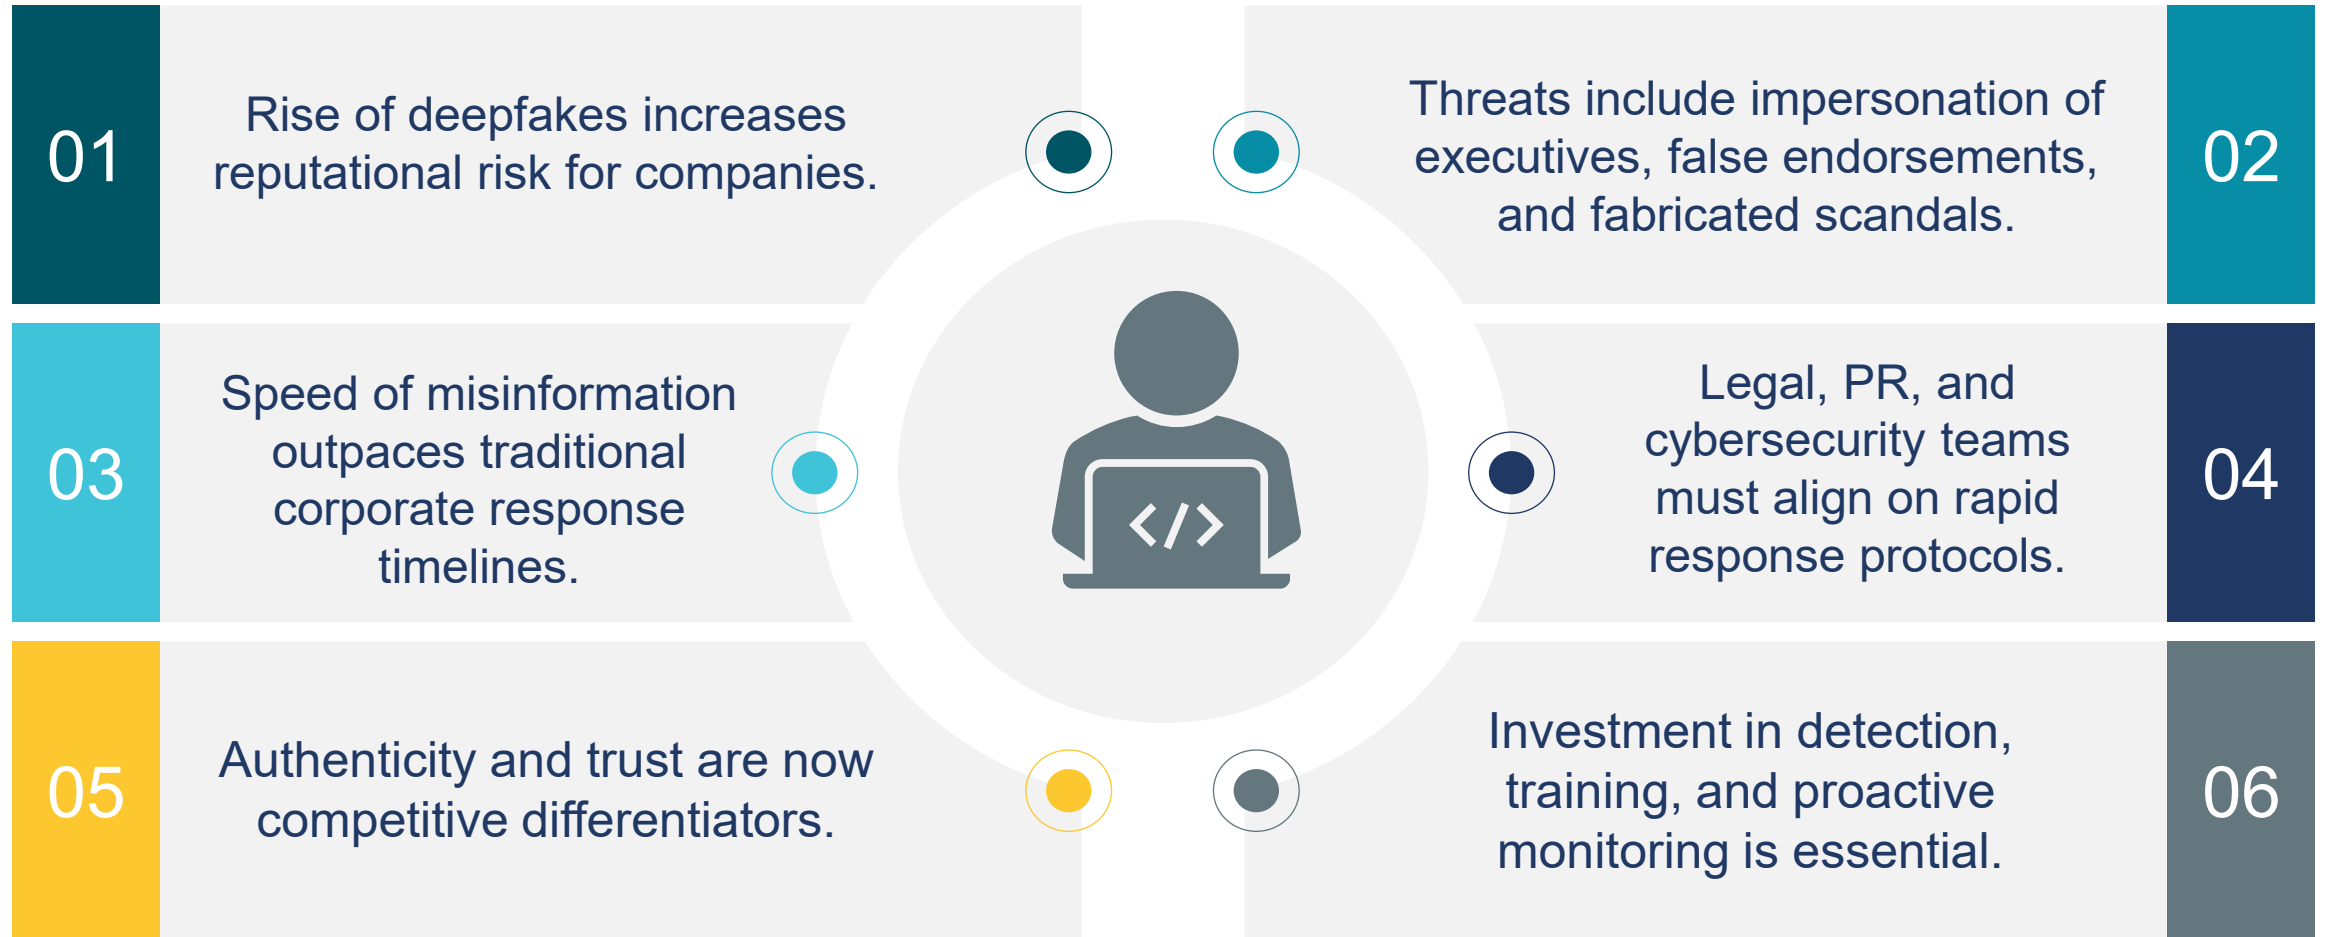 01
Rise of deepfakes increases
reputational risk for companies.
Threats include impersonation of
executives, false endorsements,
and fabricated scandals.
02
03
Speed of misinformation
outpaces traditional
corporate response
timelines.
Legal, PR, and
cybersecurity teams
must align on rapid
response protocols.
04
</>
05
Authenticity and trust are now
competitive differentiators.
Investment in detection,
training, and proactive
monitoring is essential.
06